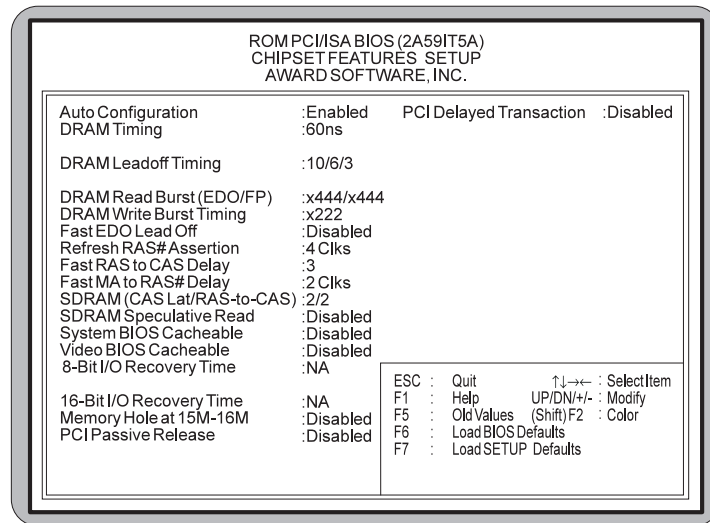 ROM PCI/ISA BIOS (2A59IT5A)
CHIPSET FEATURES SETUP
AWARD SOFTWARE, INC.
Auto Configuration :Enabled
DRAM Timing :60ns
DRAM Leadoff Timing :10/6/3
DRAM Read Burst (EDO/FP) :x444/x444
DRAM Write Burst Timing :x222
Fast EDO Lead Off :Disabled
Refresh RAS# Assertion :4 Clks
Fast RAS to CAS Delay :3
Fast MA to RAS# Delay :2 Clks
SDRAM (CAS Lat/RAS-to-CAS) :2/2
SDRAM Speculative Read :Disabled
System BIOS Cacheable :Disabled
Video BIOS Cacheable :Disabled
8-Bit I/O Recovery Time :NA
16-Bit I/O Recovery Time :NA
Memory Hole at 15M-16M :Disabled
PCI Passive Release :Disabled
PCI Delayed Transaction :Disabled
ESC : Quit ↑↓→← : Select Item
F1 : Help UP/DN/+/- : Modify
F5 : Old Values (Shift) F2 : Color
F6 : Load BIOS Defaults
F7 : Load SETUP Defaults